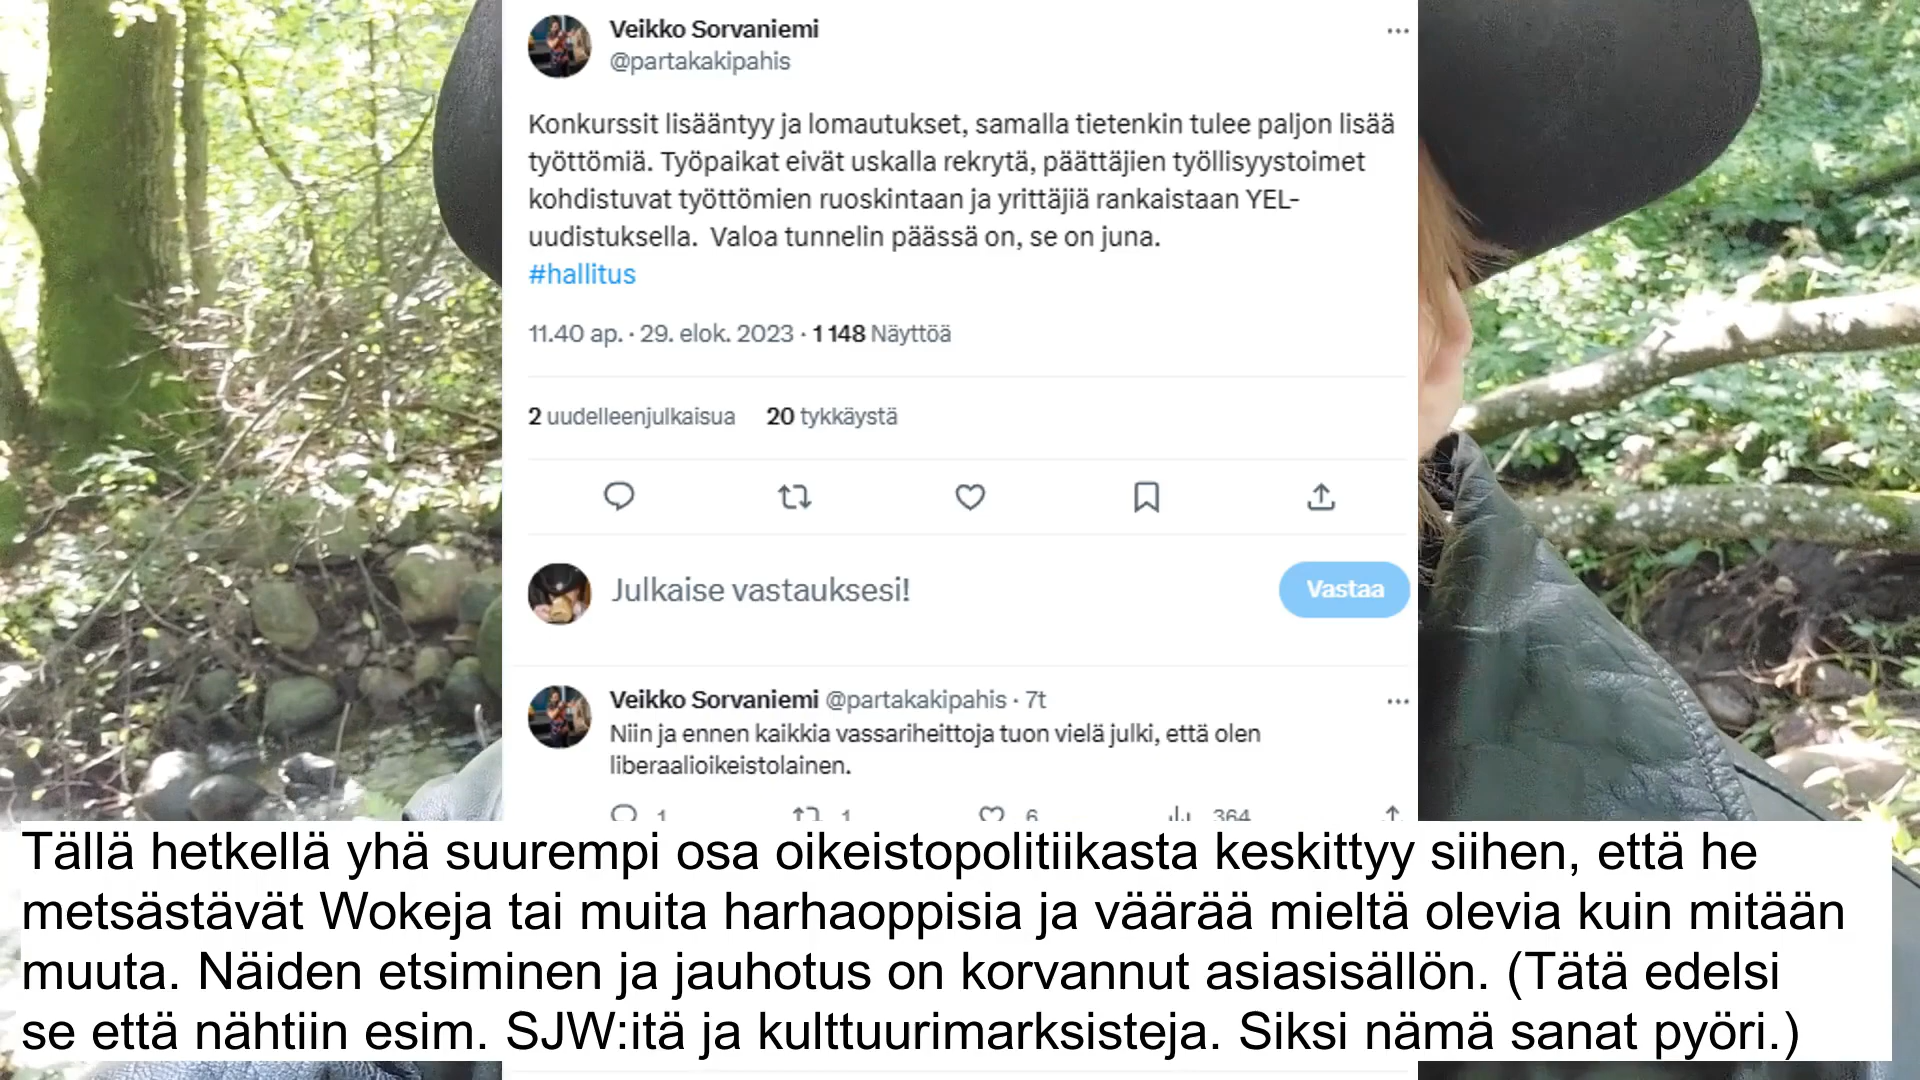 Veikko Sorvaniemi
@partakakipahis
Konkurssit lisääntyy ja lomautukset, samalla tietenkin tulee paljon lisää
työttömiä. Työpaikat eivät uskalla rekrytä, päättäjien työllisyystoimet
kohdistuvat työttömien ruoskintaan ja yrittäjiä rankaistaan YEL-
uudistuksella.  Valoa tunnelin päässä on, se on juna.
#hallitus
11.40 ap. · 29. elok. 2023 · 1 148 Näyttöä
2 uudelleenjulkaisua 20 tykkäystä
Julkaise vastauksesi! Vastaa
Veikko Sorvaniemi @partakakipahis · 7t
Niin ja ennen kaikkia vassariheittoja tuon vielä julki, että olen
liberaalioikeistolainen.
1 1 6 364
Tällä hetkellä yhä suurempi osa oikeistopolitiikasta keskittyy siihen, että he
metsästävät Wokeja tai muita harhaoppisia ja väärää mieltä olevia kuin mitään
muuta. Näiden etsiminen ja jauhotus on korvannut asiasisällön. (Tätä edelsi
se että nähtiin esim. SJW:itä ja kulttuurimarksisteja. Siksi nämä sanat pyöri.)